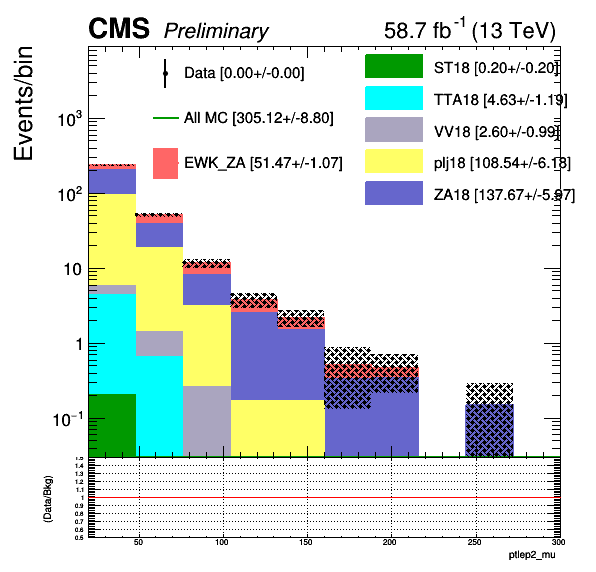 CMS Preliminary 58.7 fb⁻¹ (13 TeV)
Events/bin
Data [0.00+/-0.00]
All MC [305.12+/-8.80]
EWK_ZA [51.47+/-1.07]
ST18 [0.20+/-0.20]
TTA18 [4.63+/-1.19]
VV18 [2.60+/-0.99]
plj18 [108.54+/-6.13]
ZA18 [137.67+/-5.97]
10³
10²
10
1
10⁻¹
(Data/Bkg)
1.5
1.4
1.3
1.2
1.1
1
0.9
0.8
0.7
0.6
0.5
50 100 150 200 250 300
ptlep2_mu